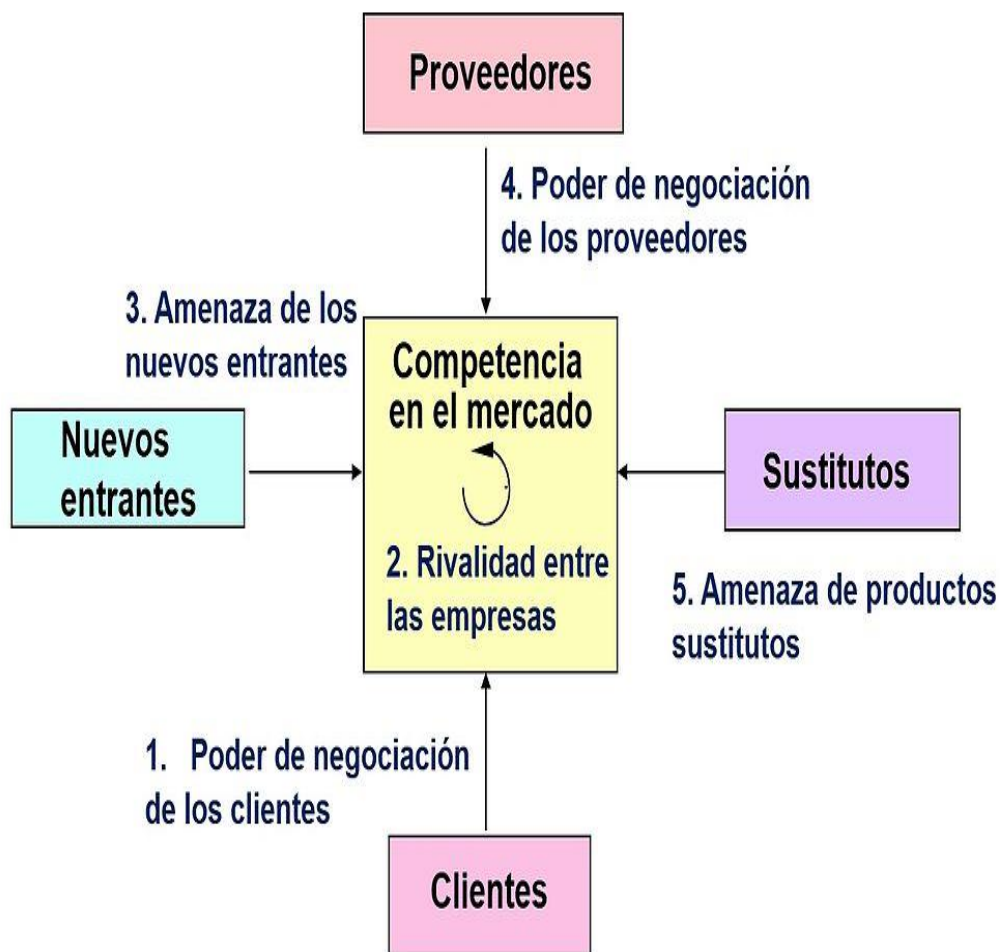 Proveedores
4. Poder de negociación
de los proveedores
3. Amenaza de los
nuevos entrantes
Competencia
en el mercado
Nuevos
entrantes
Sustitutos
2. Rivalidad entre
las empresas
5. Amenaza de productos
sustitutos
1. Poder de negociación
de los clientes
Clientes